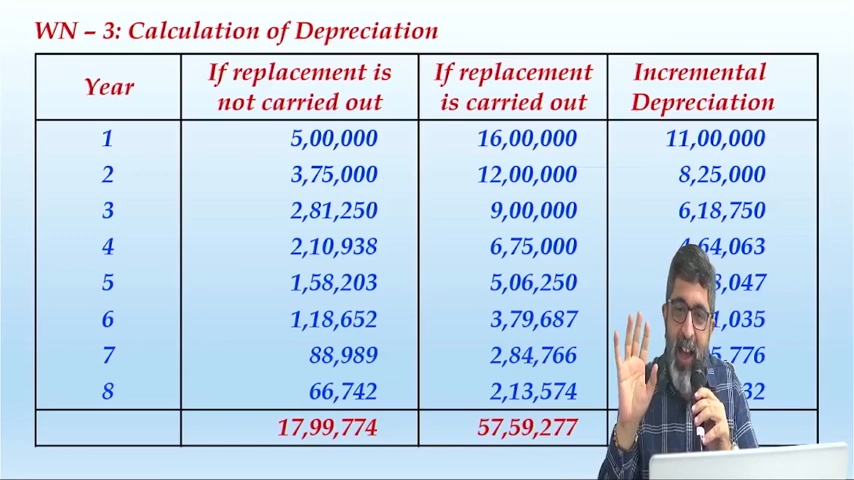 WN – 3: Calculation of Depreciation
Year If replacement is not carried out If replacement is carried out Incremental Depreciation
1 5,00,000 16,00,000 11,00,000
2 3,75,000 12,00,000 8,25,000
3 2,81,250 9,00,000 6,18,750
4 2,10,938 6,75,000 4,64,063
5 1,58,203 5,06,250
6 1,18,652 3,79,687
7 88,989 2,84,766
8 66,742 2,13,574
17,99,774 57,59,277